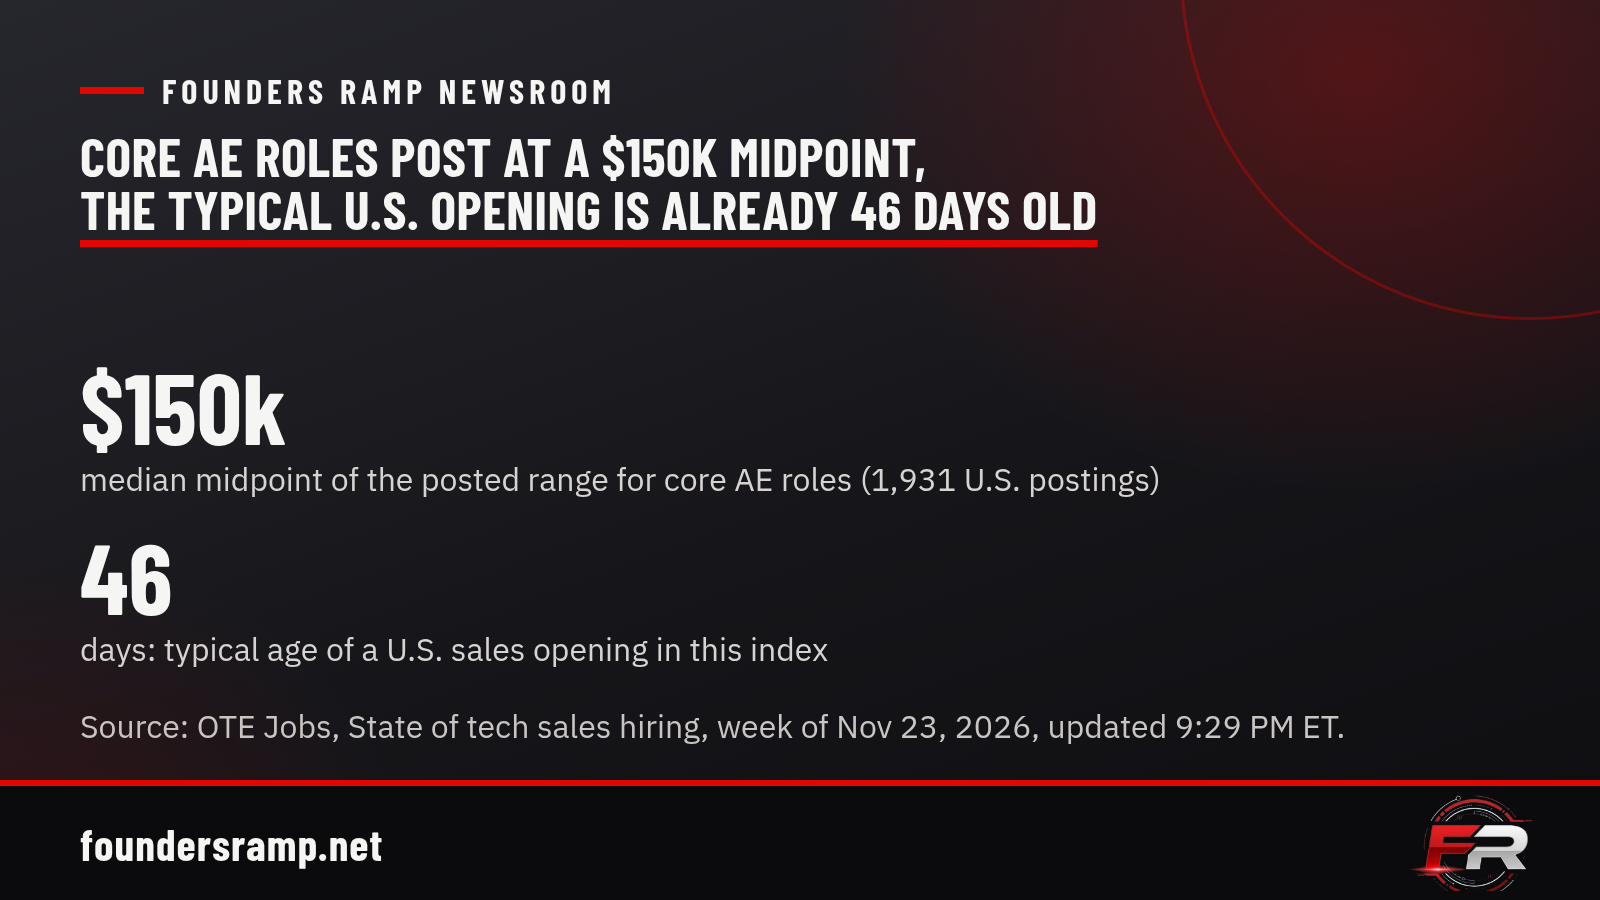 FOUNDERS RAMP NEWSROOM
CORE AE ROLES POST AT A $150K MIDPOINT,
THE TYPICAL U.S. OPENING IS ALREADY 46 DAYS OLD
$150k
median midpoint of the posted range for core AE roles (1,931 U.S. postings)
46
days: typical age of a U.S. sales opening in this index
Source: OTE Jobs, State of tech sales hiring, week of Nov 23, 2026, updated 9:29 PM ET.
foundersramp.net
FR